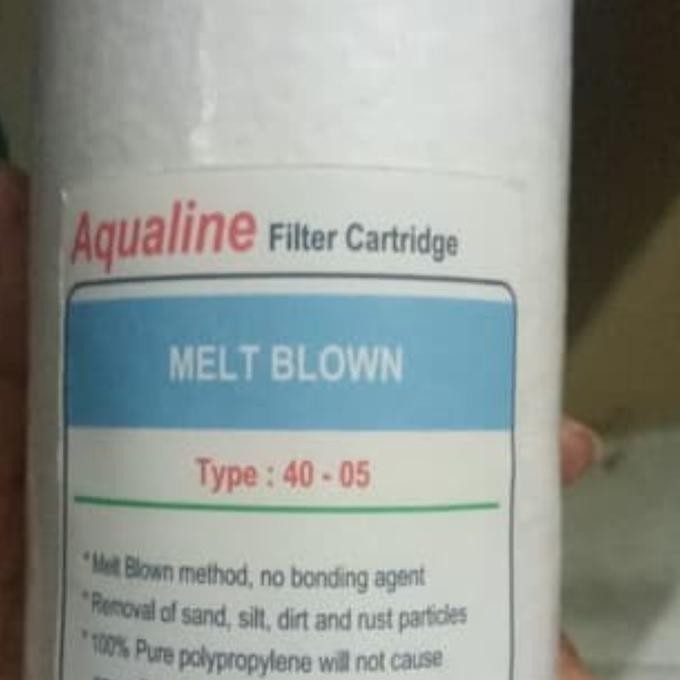 Aqualine Filter Cartridge
MELT BLOWN
Type : 40 - 05
* Melt Blown method, no bonding agent
* Removal of sand, silt, dirt and rust particles
* 100% Pure polypropylene will not cause